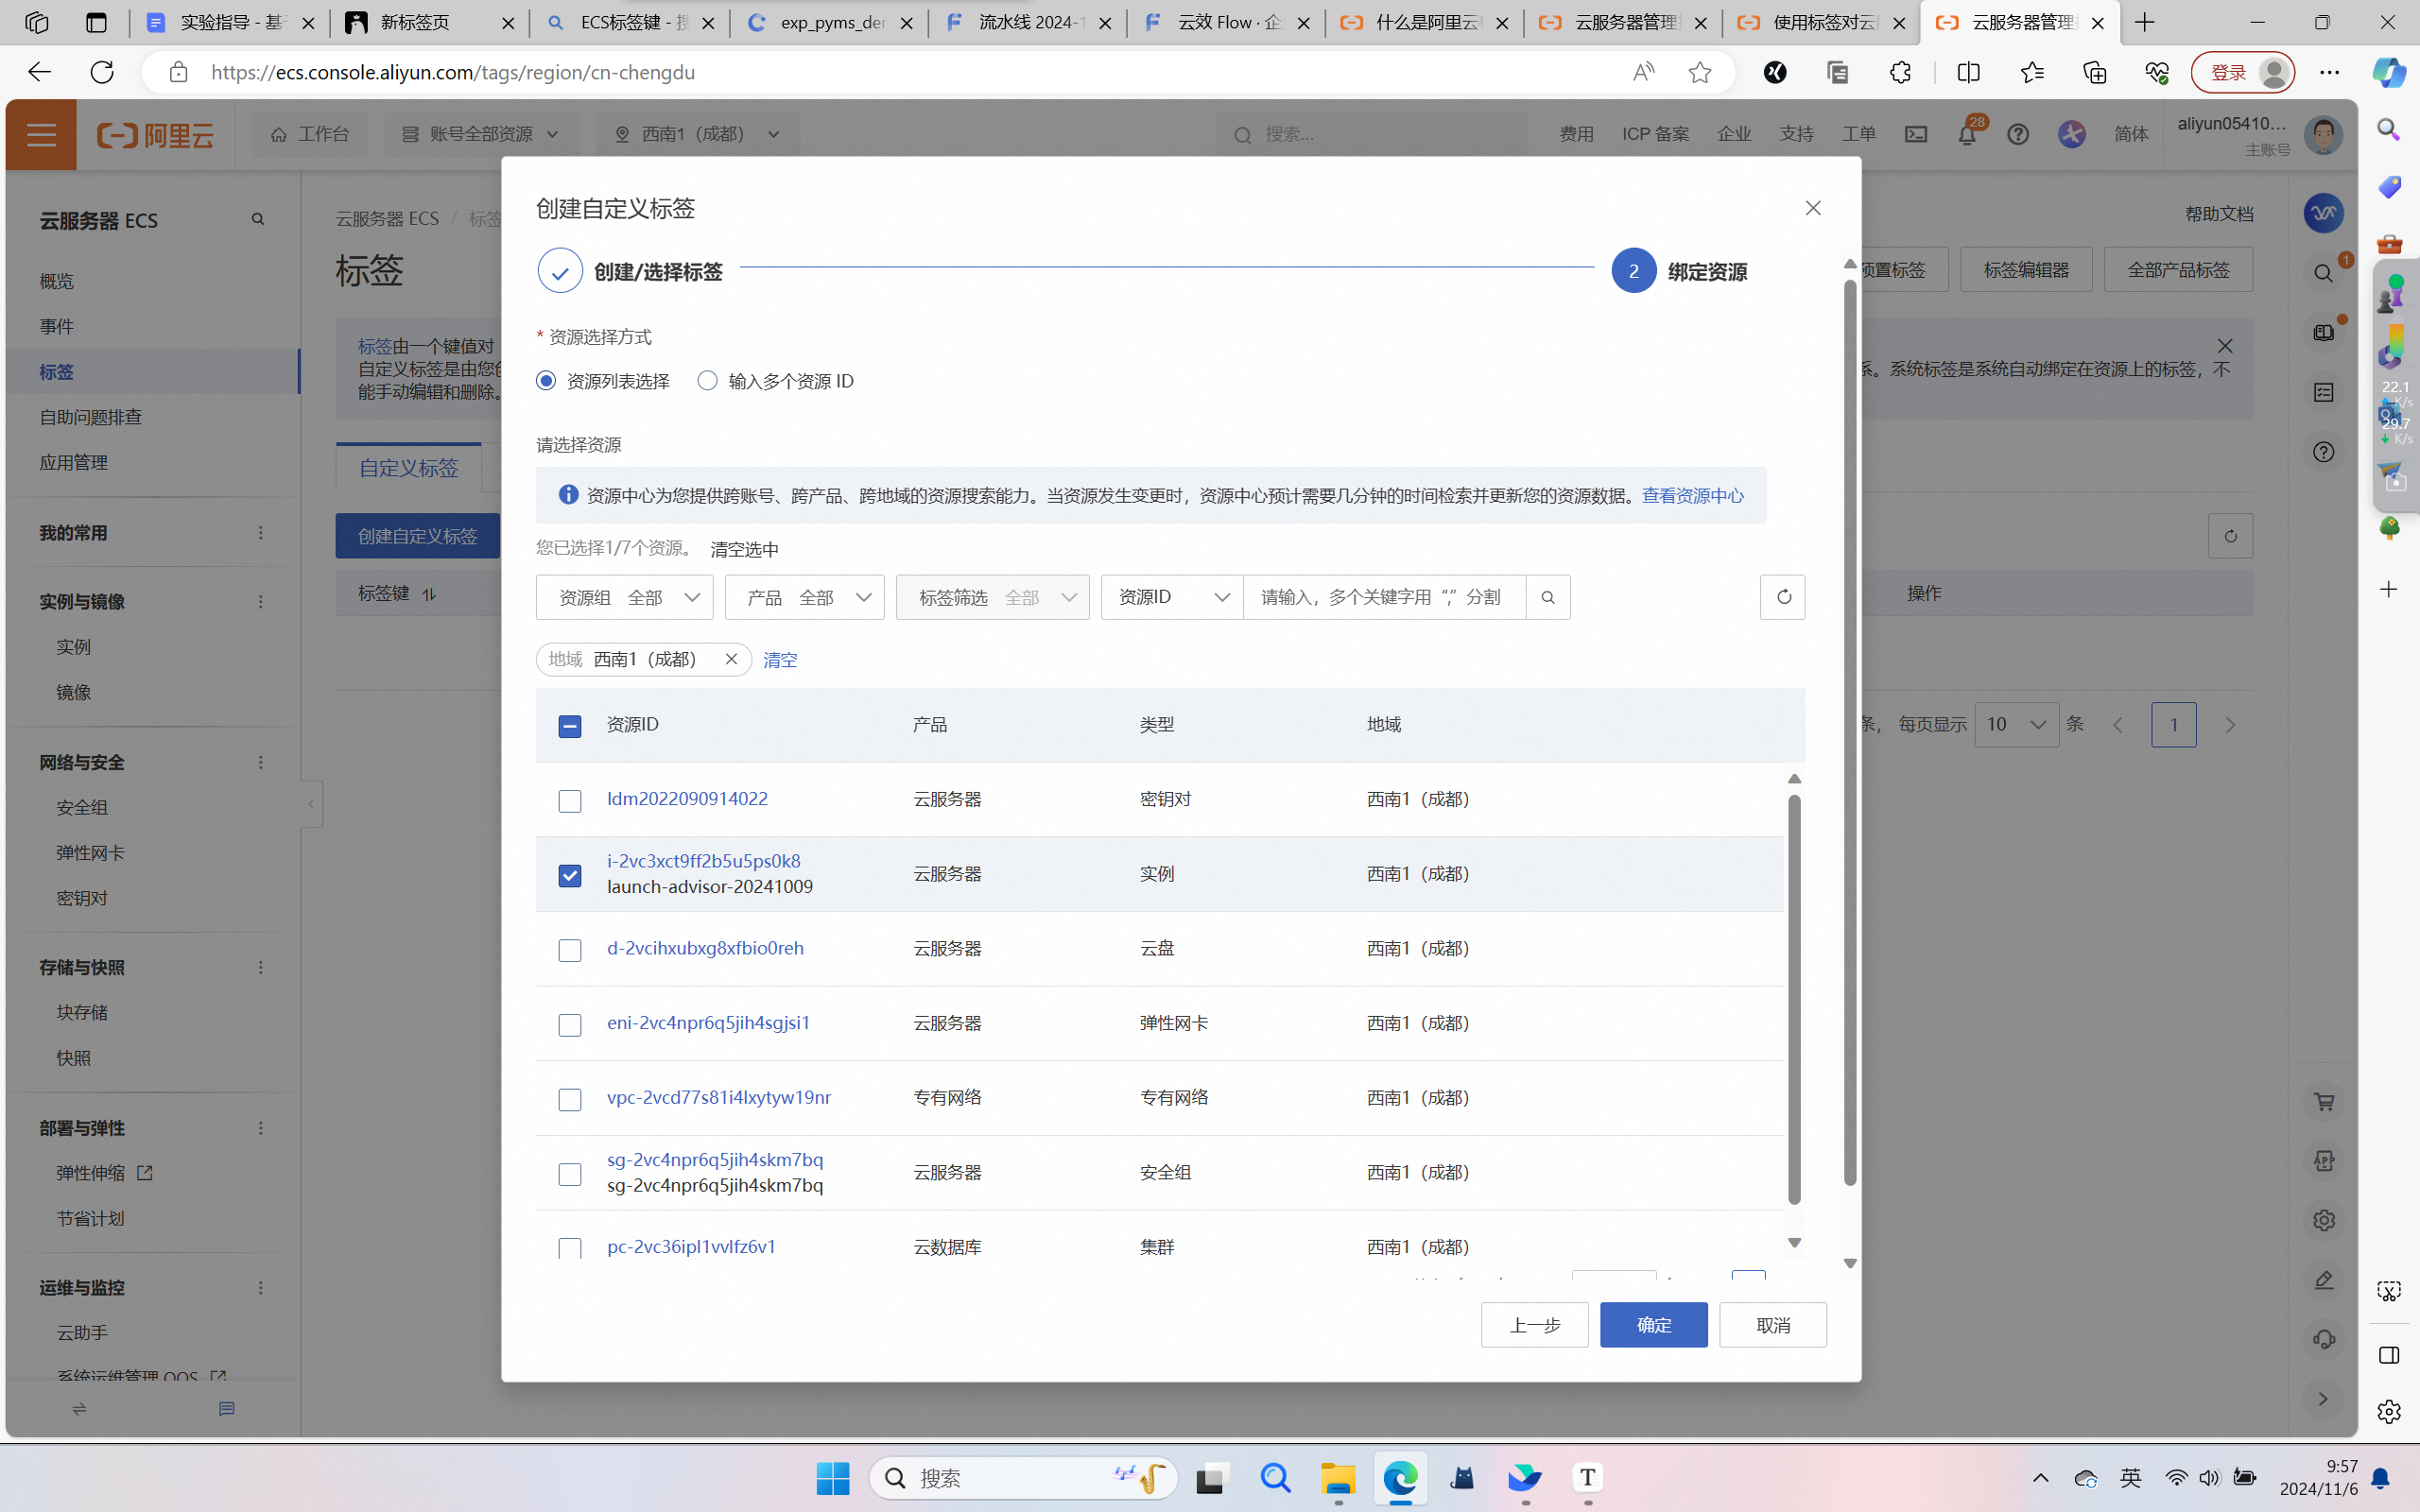 实验指导 - 基于
新标签页
ECS标签键 - 搜
exp_pyms_der
流水线 2024-1
云效 Flow · 企
什么是阿里云
云服务器管理
使用标签对云
云服务器管理
https://ecs.console.aliyun.com/tags/region/cn-chengdu
登录
阿里云
工作台
账号全部资源
西南1（成都）
搜索...
费用
ICP 备案
企业
支持
工单
28
简体
aliyun05410...
主账号
云服务器 ECS
概览
事件
标签
自助问题排查
应用管理
我的常用
实例与镜像
实例
镜像
网络与安全
安全组
弹性网卡
密钥对
存储与快照
块存储
快照
部署与弹性
弹性伸缩
节省计划
运维与监控
云助手
系统运维管理 OOS
云服务器 ECS / 标签
标签
帮助文档
预置标签
标签编辑器
全部产品标签
标签由一个键值对
自定义标签是由您创
系。系统标签是系统自动绑定在资源上的标签，不
能手动编辑和删除。
自定义标签
创建自定义标签
标签键
操作
条，
每页显示
10
条
1
创建自定义标签
创建/选择标签
2
绑定资源
* 资源选择方式
资源列表选择
输入多个资源 ID
请选择资源
资源中心为您提供跨账号、跨产品、跨地域的资源搜索能力。当资源发生变更时，资源中心预计需要几分钟的时间检索并更新您的资源数据。查看资源中心
您已选择1/7个资源。 清空选中
资源组 全部
产品 全部
标签筛选 全部
资源ID
请输入，多个关键字用 “,” 分割
地域 西南1（成都）
清空
资源ID 产品 类型 地域
ldm2022090914022 云服务器 密钥对 西南1（成都）
i-2vc3xct9ff2b5u5ps0k8
launch-advisor-20241009
云服务器 实例 西南1（成都）
d-2vcihxubxg8xfbio0reh 云服务器 云盘 西南1（成都）
eni-2vc4npr6q5jih4sgjsi1 云服务器 弹性网卡 西南1（成都）
vpc-2vcd77s81i4lxytyw19nr 专有网络 专有网络 西南1（成都）
sg-2vc4npr6q5jih4skm7bq
sg-2vc4npr6q5jih4skm7bq
云服务器 安全组 西南1（成都）
pc-2vc36ipl1vvlfz6v1 云数据库 集群 西南1（成都）
上一步
确定
取消
1
APP
22.1
K/s
29.7
K/s
搜索
英
9:57
2024/11/6